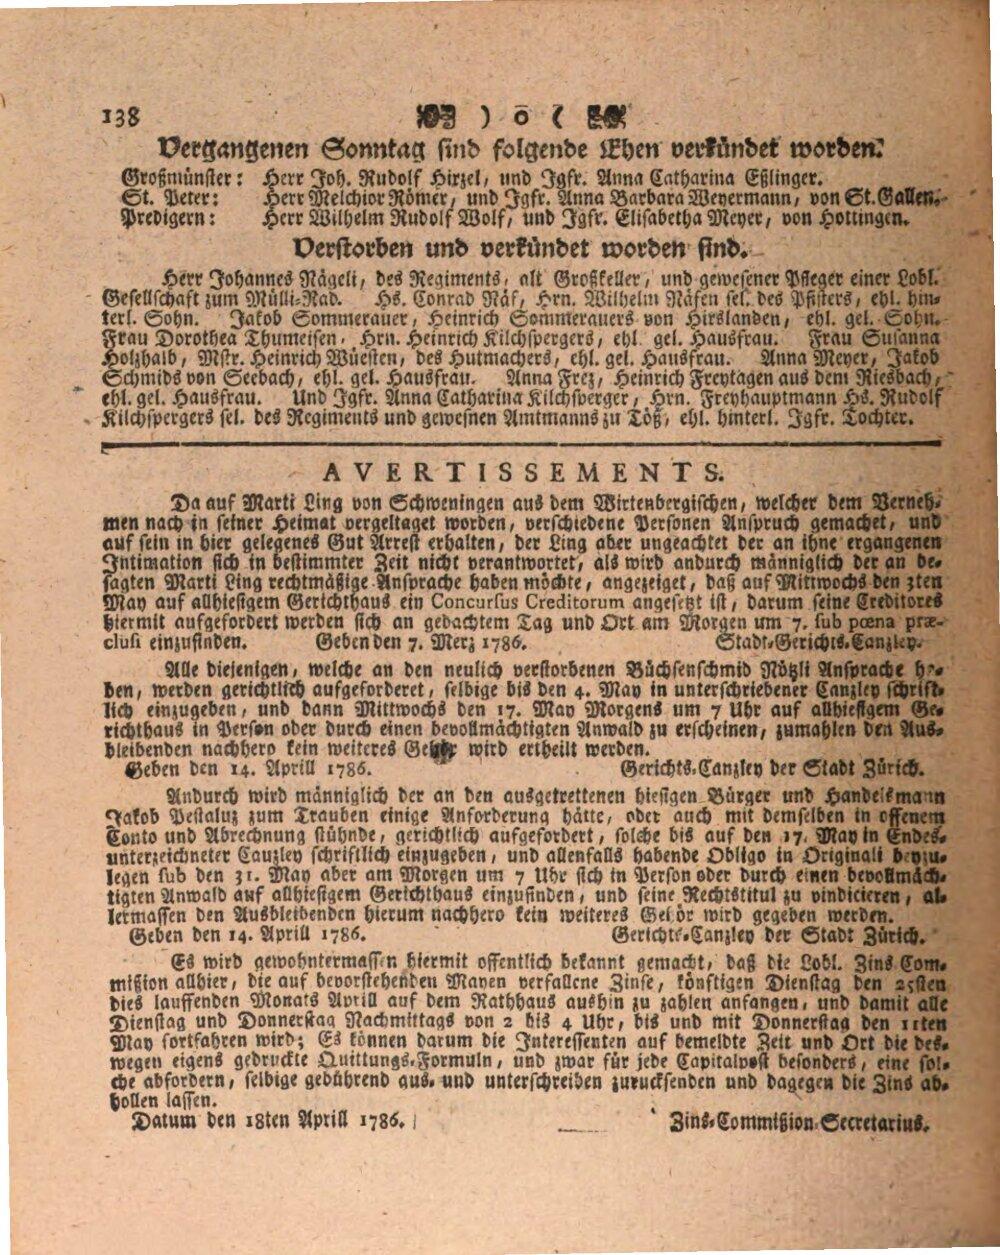 138 ) o (
Vergangenen Sonntag sind folgende Ehen verkündet worden.
Großmünster: Herr Joh. Rudolf Hirzel, und Igfr. Anna Catharina Eßlinger.
St. Peter: Herr Melchior Römer, und Igfr. Anna Barbara Weyermann, von St. Gallen.
Predigern: Herr Wilhelm Rudolf Wolf, und Igfr. Elisabetha Meyer, von Hottingen.
Verstorben und verkündet worden sind.
Herr Johannes Nägeli, des Regiments, alt Großkeller, und gewesener Pfleger einer Lobl.
Gesellschaft zum Mülli-Rad. Hs. Conrad Näf, Hrn. Wilhelm Näfen sel. des Pfisters, ehl. hin-
terl. Sohn. Jakob Sommerauer, Heinrich Sommerauers von Hirslanden, ehl. gel. Sohn.
Frau Dorothea Thumeisen, Hrn. Heinrich Kilchspergers, ehl. gel. Hausfrau. Frau Susanna
Holzhalb, Mstr. Heinrich Wüesten, des Hutmachers, ehl. gel. Hausfrau. Anna Meyer, Jakob
Schmids von Seebach, ehl. gel. Hausfrau. Anna Frez, Heinrich Freytagen aus dem Riesbach,
ehl. gel. Hausfrau. Und Igfr. Anna Catharina Kilchsperger, Hrn. Freyhauptmann Hs. Rudolf
Kilchspergers sel. des Regiments und gewesnen Amtmanns zu Töß, ehl. hinterl. Igfr. Tochter.
AVERTISSEMENTS.
Da auf Marti Ling von Schweningen aus dem Wirtenbergischen, welcher dem Verneh-
men nach in seiner Heimat vergeltaget worden, verschiedene Personen Anspruch gemachet, und
auf sein in hier gelegenes Gut Arrest erhalten, der Ling aber ungeachtet der an ihne ergangenen
Intimation sich in bestimmter Zeit nicht verantwortet, als wird andurch männiglich der an be-
sagten Marti Ling rechtmäßige Ansprache haben möchte, angezeiget, daß auf Mittwochs den 3ten
May auf allhiesigem Gerichthaus ein Concursus Creditorum angesetzt ist, darum seine Creditores
hiermit aufgefordert werden sich an gedachtem Tag und Ort am Morgen um 7. sub pœna præ-
clusi einzufinden. Geben den 7. Merz 1786. Stadt-Gerichts-Canzley.
Alle diejenigen, welche an den neulich verstorbenen Büchsenschmid Nötzli Ansprache ha-
ben, werden gerichtlich aufgeforderet, selbige bis den 4. May in unterschriebener Canzley schrift-
lich einzugeben, und dann Mittwochs den 17. May Morgens um 7 Uhr auf allhiesigem Ge-
richthaus in Person oder durch einen bevollmächtigten Anwald zu erscheinen, zumahlen den Aus-
bleibenden nachhero kein weiteres Gehör wird ertheilt werden.
Geben den 14. Aprill 1786. Gerichts-Canzley der Stadt Zürich.
Andurch wird männiglich der an den ausgetrettenen hiesigen Bürger und Handelsmann
Jakob Pestaluz zum Trauben einige Anforderung hätte, oder auch mit demselben in offenem
Conto und Abrechnung stühnde, gerichtlich aufgefordert, solche bis auf den 17. May in Endes-
unterzeichneter Canzley schriftlich einzugeben, und allenfalls habende Obligo in Originali beyzu-
legen sub den 31. May aber am Morgen um 7 Uhr sich in Person oder durch einen bevollmäch-
tigten Anwald auf allhiesigem Gerichthaus einzufinden, und seine Rechtstitul zu vindicieren, al-
lermassen den Ausbleibenden hierum nachhero kein weiteres Gehör wird gegeben werden.
Geben den 14. Aprill 1786. Gerichts-Canzley der Stadt Zürich.
Es wird gewohntermassen hiermit offentlich bekannt gemacht, daß die Lobl. Zins Com-
mißion allhier, die auf bevorstehenden Mayen verfallene Zinse, könftigen Dienstag den 25sten
dies lauffenden Monats Aprill auf dem Rathhaus aushin zu zahlen anfangen, und damit alle
Dienstag und Donnerstag Nachmittags von 2 bis 4 Uhr, bis und mit Donnerstag den 11ten
May fortfahren wird; Es können darum die Interessenten auf bemeldte Zeit und Ort die des-
wegen eigens gedruckte Quittungs-Formuln, und zwar für jede Capitalpost besonders, eine sol-
che abfordern, selbige gebührend aus- und unterschreiben zurucksenden und dagegen die Zins ab-
hollen lassen.
Datum den 18ten Aprill 1786. Zins-Commißion-Secretarius.